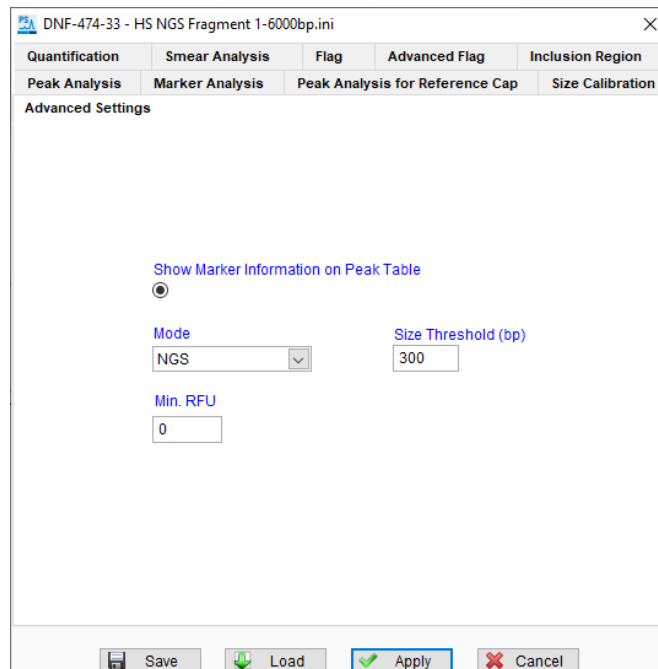 DNF-474-33 - HS NGS Fragment 1-6000bp.ini
Quantification Smear Analysis Flag Advanced Flag Inclusion Region
Peak Analysis Marker Analysis Peak Analysis for Reference Cap Size Calibration
Advanced Settings
Show Marker Information on Peak Table
Mode Size Threshold (bp)
NGS 300
Min. RFU
0
Save Load Apply Cancel